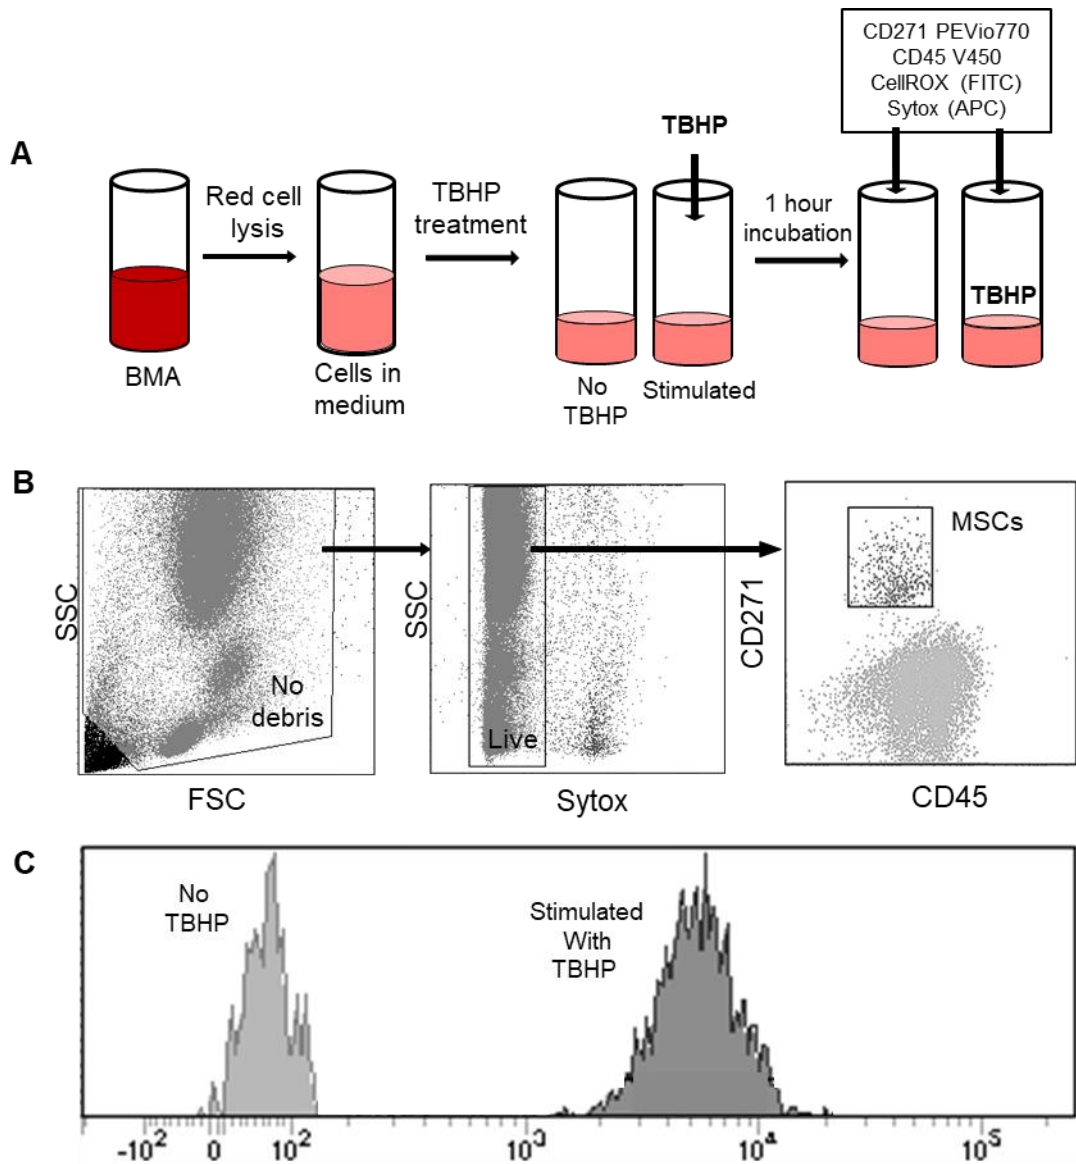 CD271 PEVio770
CD45 V450
CellROX (FITC)
Sytox (APC)
A
TBHP
Red cell
lysis
TBHP
treatment
1 hour
incubation
TBHP
BMA
Cells in
medium
No
TBHP
Stimulated
B
SSC
No
debris
FSC
SSC
Live
Sytox
CD271
MSCs
CD45
C
No
TBHP
Stimulated
With
TBHP
-10² 0 10² 10³ 10⁴ 10⁵